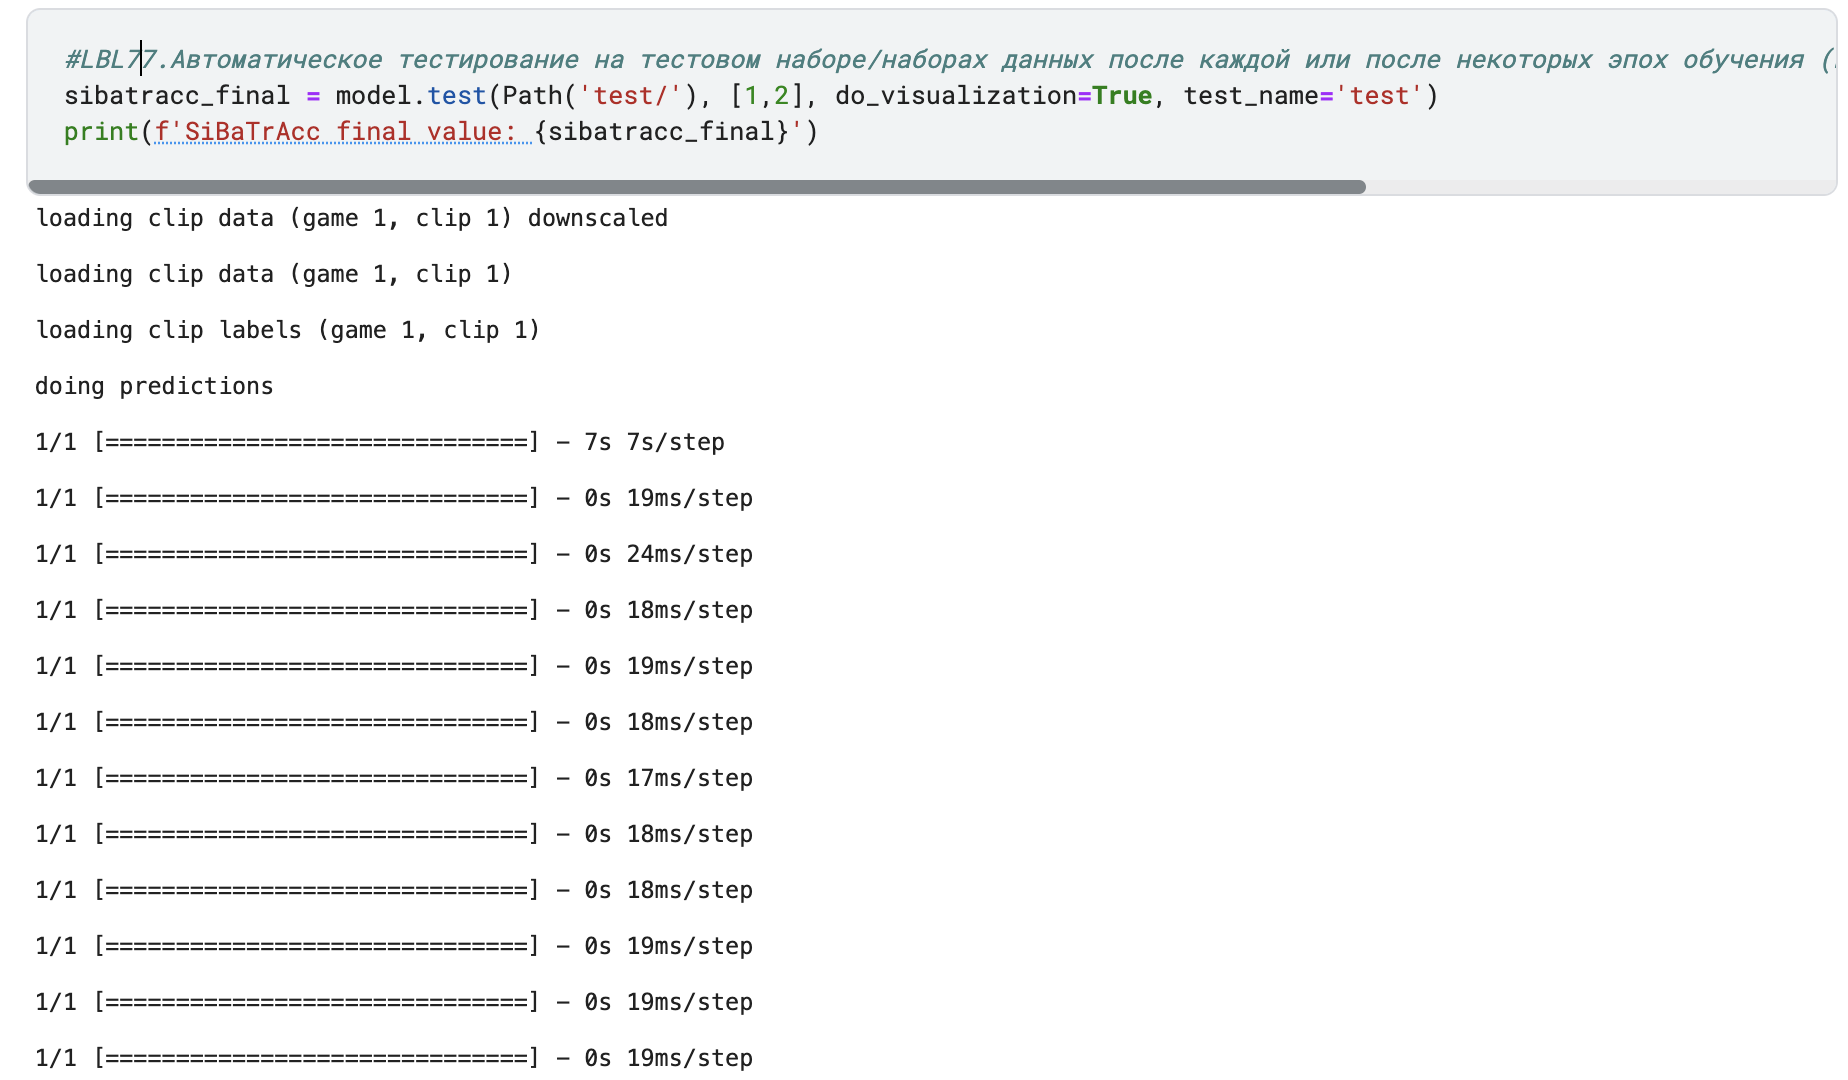 #LBL77.Автоматическое тестирование на тестовом наборе/наборах данных после каждой или после некоторых эпох обучения (
sibatracc_final = model.test(Path('test/'), [1,2], do_visualization=True, test_name='test')
print(f'SiBaTrAcc final value: {sibatracc_final}')
loading clip data (game 1, clip 1) downscaled
loading clip data (game 1, clip 1)
loading clip labels (game 1, clip 1)
doing predictions
1/1 [==============================] - 7s 7s/step
1/1 [==============================] - 0s 19ms/step
1/1 [==============================] - 0s 24ms/step
1/1 [==============================] - 0s 18ms/step
1/1 [==============================] - 0s 19ms/step
1/1 [==============================] - 0s 18ms/step
1/1 [==============================] - 0s 17ms/step
1/1 [==============================] - 0s 18ms/step
1/1 [==============================] - 0s 18ms/step
1/1 [==============================] - 0s 19ms/step
1/1 [==============================] - 0s 19ms/step
1/1 [==============================] - 0s 19ms/step